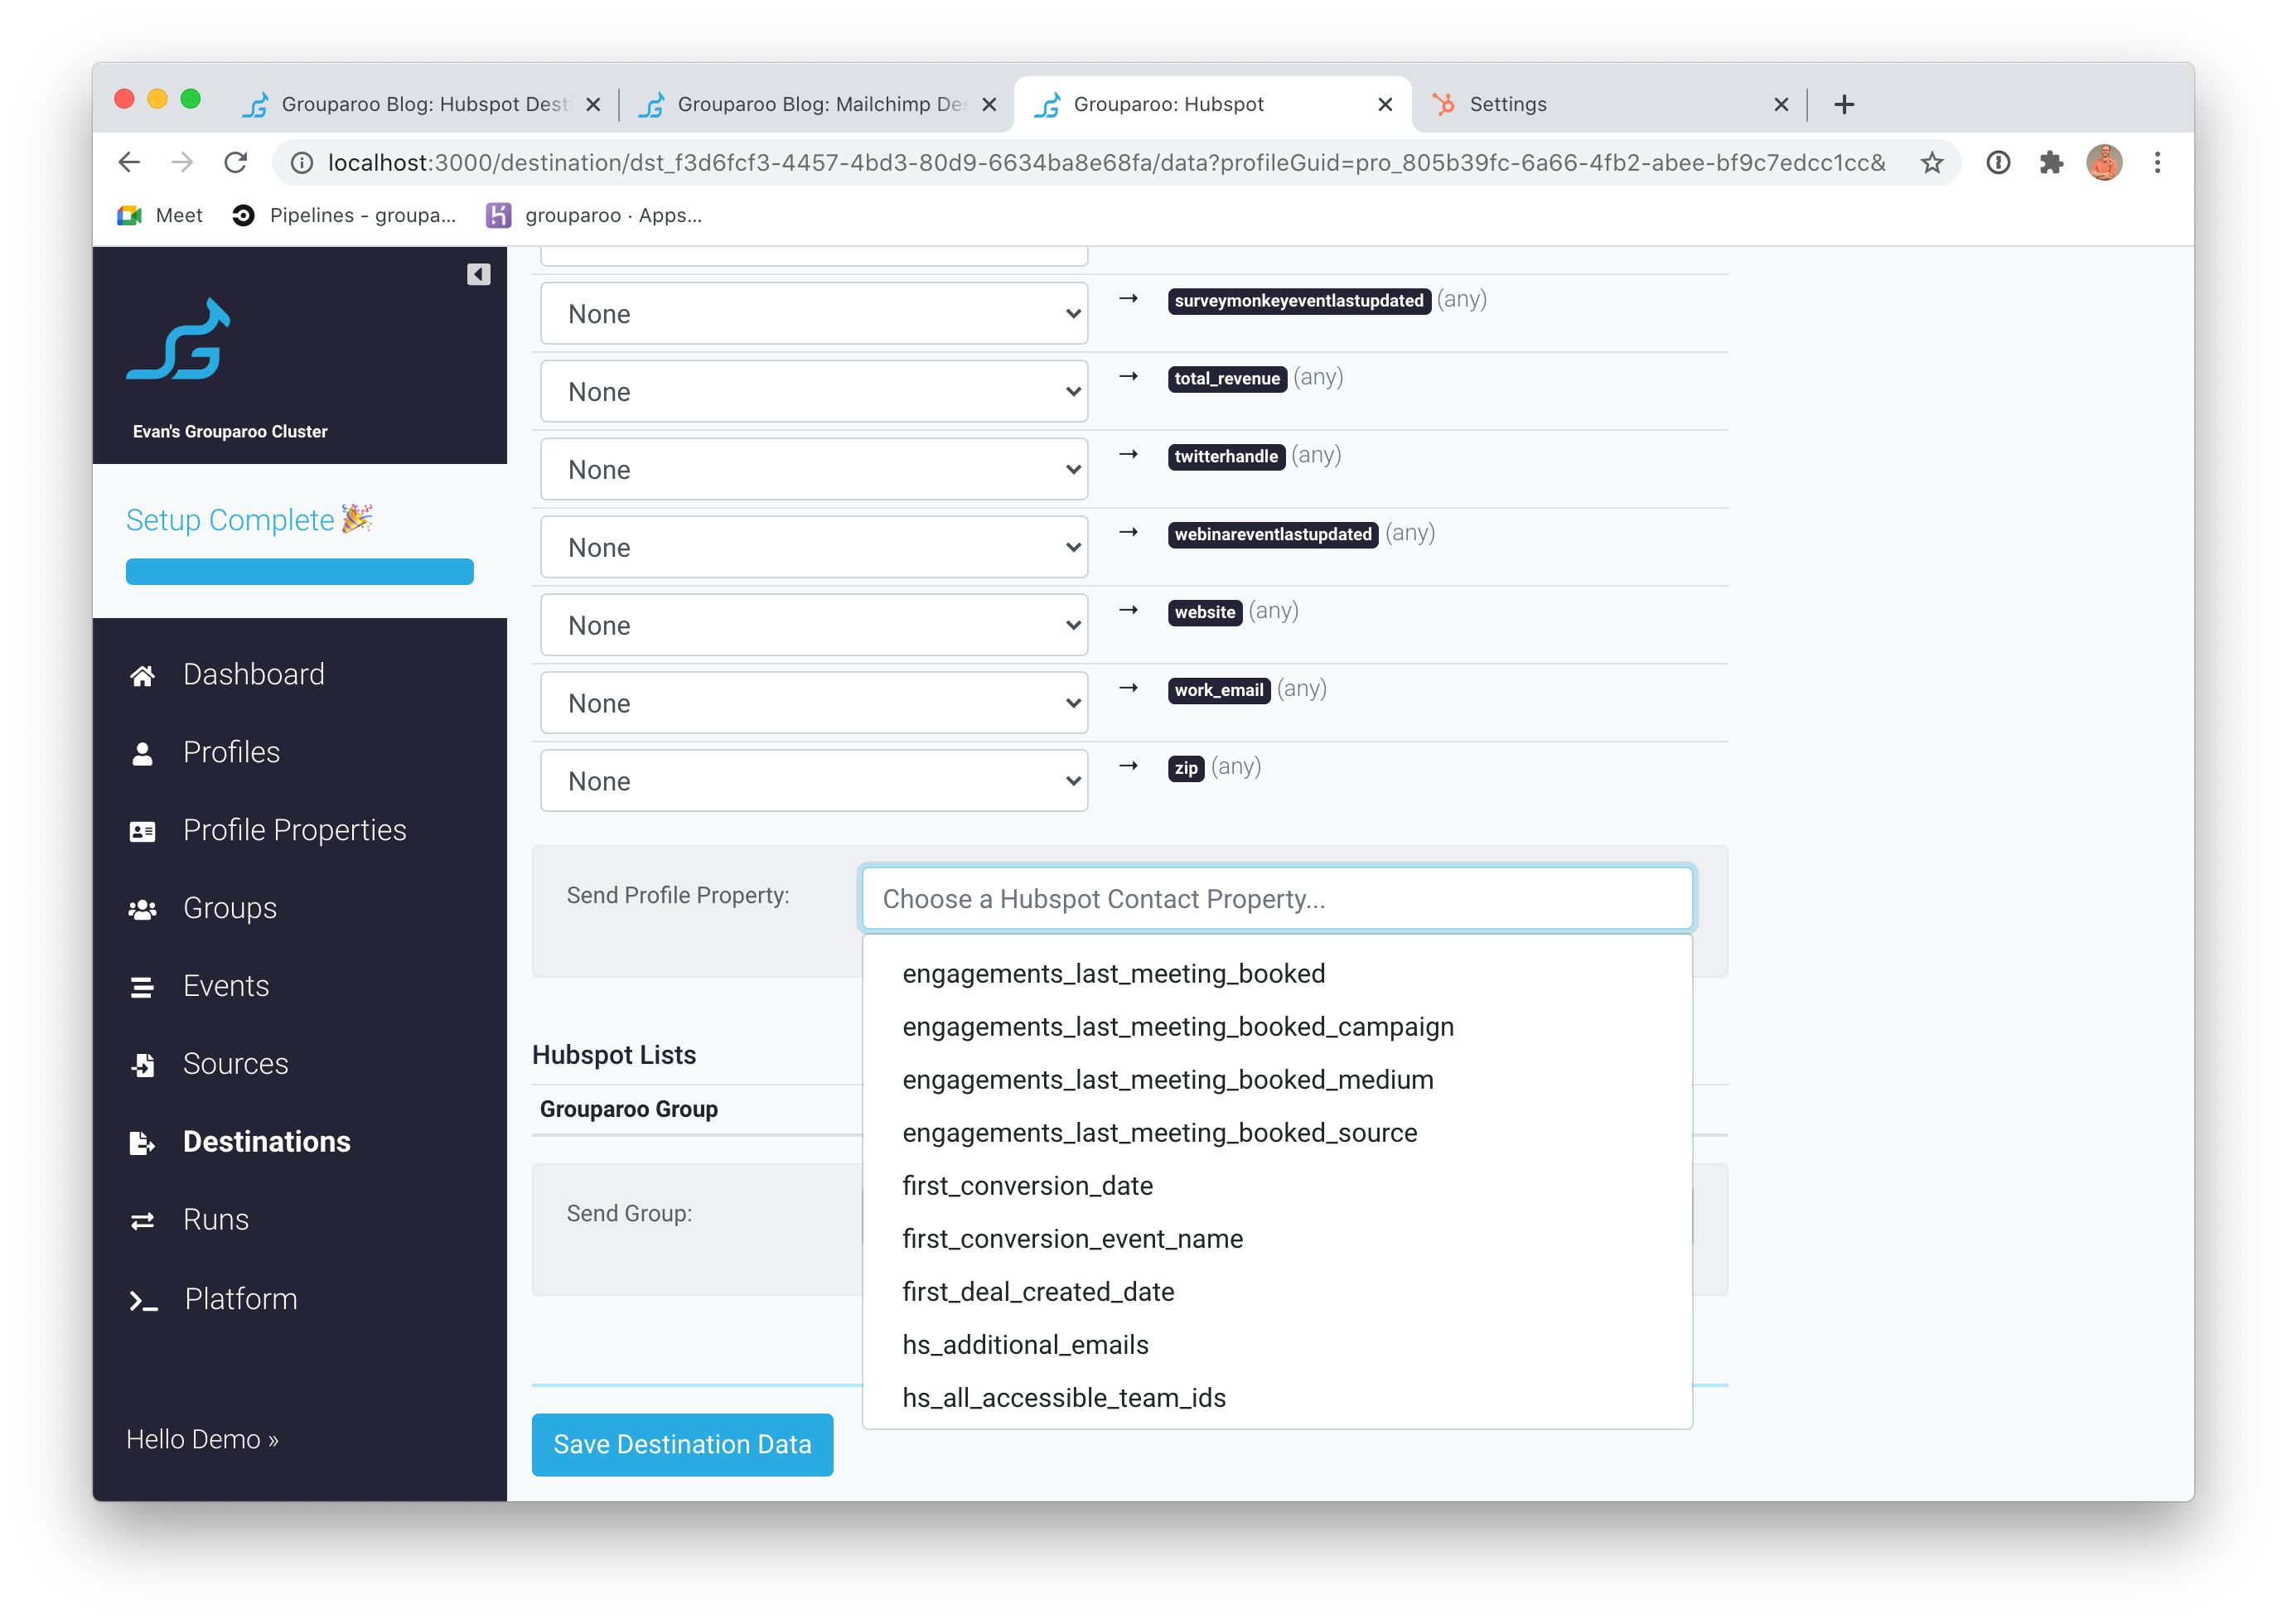 Grouparoo Blog: Hubspot Desti
Grouparoo Blog: Mailchimp Des
Grouparoo: Hubspot
Settings
localhost:3000/destination/dst_f3d6fcf3-4457-4bd3-80d9-6634ba8e68fa/data?profileGuid=pro_805b39fc-6a66-4fb2-abee-bf9c7edcc1cc&
Meet
Pipelines - groupa...
grouparoo · Apps...
Evan's Grouparoo Cluster
Setup Complete 🎉
Dashboard
Profiles
Profile Properties
Groups
Events
Sources
Destinations
Runs
Platform
Hello Demo »
None → surveymonkeyeventlastupdated (any)
None → total_revenue (any)
None → twitterhandle (any)
None → webinareventlastupdated (any)
None → website (any)
None → work_email (any)
None → zip (any)
Send Profile Property:
Choose a Hubspot Contact Property...
engagements_last_meeting_booked
engagements_last_meeting_booked_campaign
engagements_last_meeting_booked_medium
engagements_last_meeting_booked_source
first_conversion_date
first_conversion_event_name
first_deal_created_date
hs_additional_emails
hs_all_accessible_team_ids
Hubspot Lists
Grouparoo Group
Send Group:
Save Destination Data